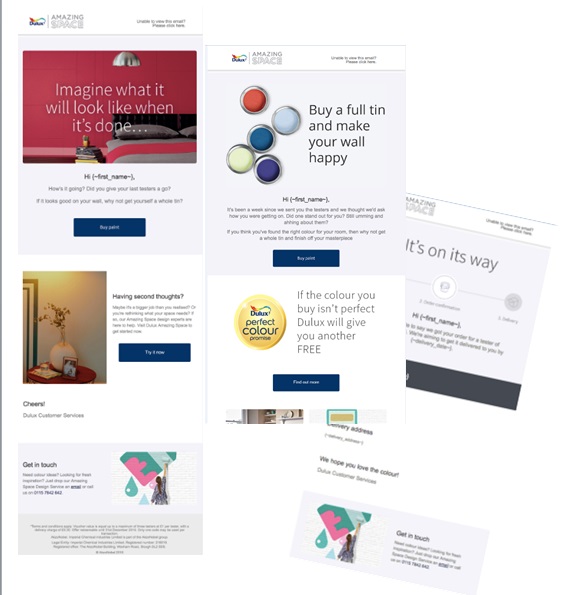 Dulux
AMAZING
SPACE
Unable to view this email?
Please click here.
Imagine what it
will look like when
it's done...
Hi {~first_name~},
How's it going? Did you give your last testers a go?
If it looks good on your wall, why not get yourself a whole tin?
Buy paint
Having second thoughts?
Maybe it's a bigger job than you realised? Or
you're rethinking what your space needs? If
so, our Amazing Space design experts are
here to help. Visit Dulux Amazing Space to
get started now.
Try it now
Cheers!
Dulux Customer Services
Get in touch
Need colour ideas? Looking for fresh
inspiration? Just drop our Amazing
Space Design Service an email or call
us on
Dulux
AMAZING
SPACE
Unable to view this email?
Please click here.
Buy a full tin
and make
your wall
happy
Hi {~first_name~},
It's been a week since we sent you the testers and we thought we'd ask
how you were getting on. Did one stand out for you? Still umming and
ahhing about them?
If you think you've found the right colour for your room, then why not get
a whole tin and finish off your masterpiece
Buy paint
Dulux
perfect
colour
promise
If the colour you
buy isn't perfect
Dulux will give
you another
FREE
Find out more
AMAZING
SPACE
Unable to view this email?
Please click here.
It's on its way
2. Order confirmation
3. Delivery
Hi {~first_name~},
to say we got your order for a tester of
We're aiming to get it delivered to you by
{~delivery_date~}.
delivery address
{~delivery_address~}
We hope you love the colour!
Dulux Customer Services
Get in touch
Need colour ideas? Looking for fresh
inspiration? Just drop our Amazing
Space Design Service an email or call
us on